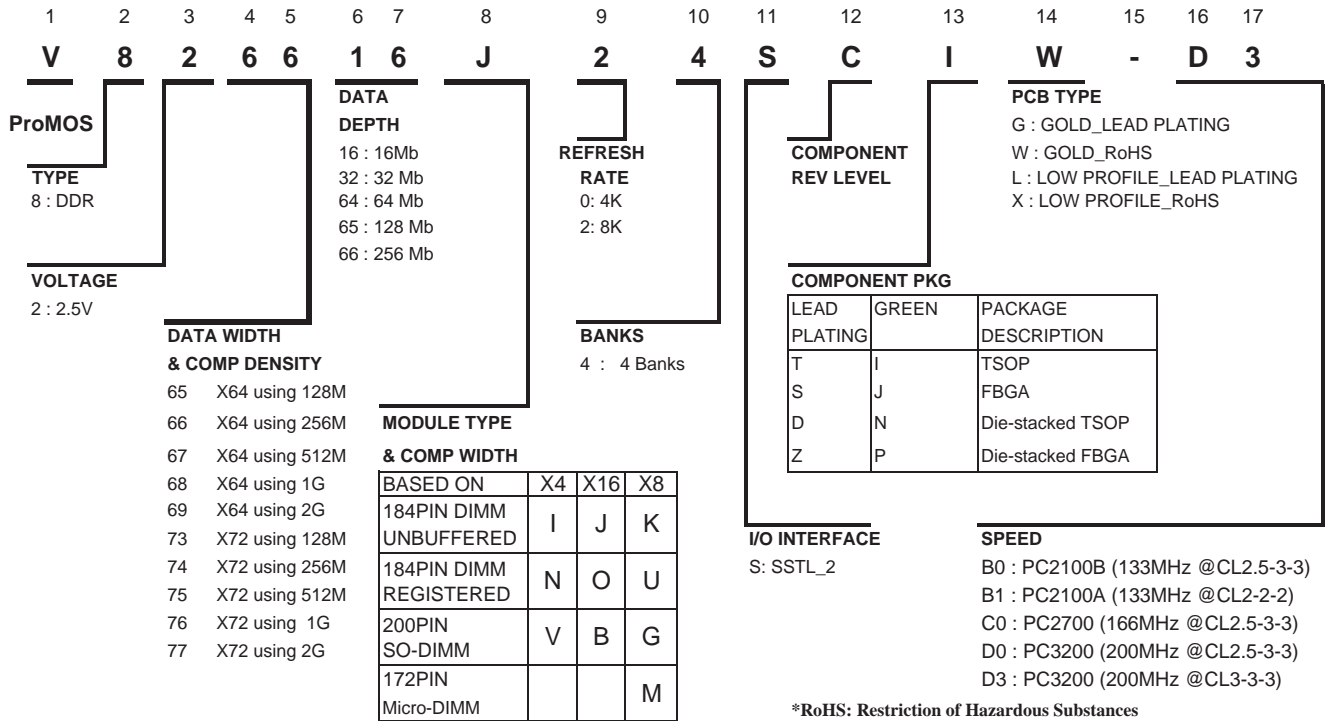 1 2 3 4 5 6 7 8 9 10 11 12 13 14 15 16 17
V 8 2 6 6 1 6 J 2 4 S C I W - D 3
ProMOS
TYPE
8 : DDR
VOLTAGE
2 : 2.5V
DATA WIDTH
& COMP DENSITY
65 X64 using 128M
66 X64 using 256M
67 X64 using 512M
68 X64 using 1G
69 X64 using 2G
73 X72 using 128M
74 X72 using 256M
75 X72 using 512M
76 X72 using 1G
77 X72 using 2G
DATA
DEPTH
16 : 16Mb
32 : 32 Mb
64 : 64 Mb
65 : 128 Mb
66 : 256 Mb
MODULE TYPE
& COMP WIDTH
BASED ON X4 X16 X8
184PIN DIMM
UNBUFFERED I J K
184PIN DIMM
REGISTERED N O U
200PIN
SO-DIMM V B G
172PIN
Micro-DIMM M
REFRESH
RATE
0: 4K
2: 8K
BANKS
4 : 4 Banks
I/O INTERFACE
S: SSTL_2
COMPONENT
REV LEVEL
COMPONENT PKG
LEAD GREEN PACKAGE
PLATING DESCRIPTION
T I TSOP
S J FBGA
D N Die-stacked TSOP
Z P Die-stacked FBGA
PCB TYPE
G : GOLD_LEAD PLATING
W : GOLD_RoHS
L : LOW PROFILE_LEAD PLATING
X : LOW PROFILE_RoHS
SPEED
B0 : PC2100B (133MHz @CL2.5-3-3)
B1 : PC2100A (133MHz @CL2-2-2)
C0 : PC2700 (166MHz @CL2.5-3-3)
D0 : PC3200 (200MHz @CL2.5-3-3)
D3 : PC3200 (200MHz @CL3-3-3)
*RoHS: Restriction of Hazardous Substances